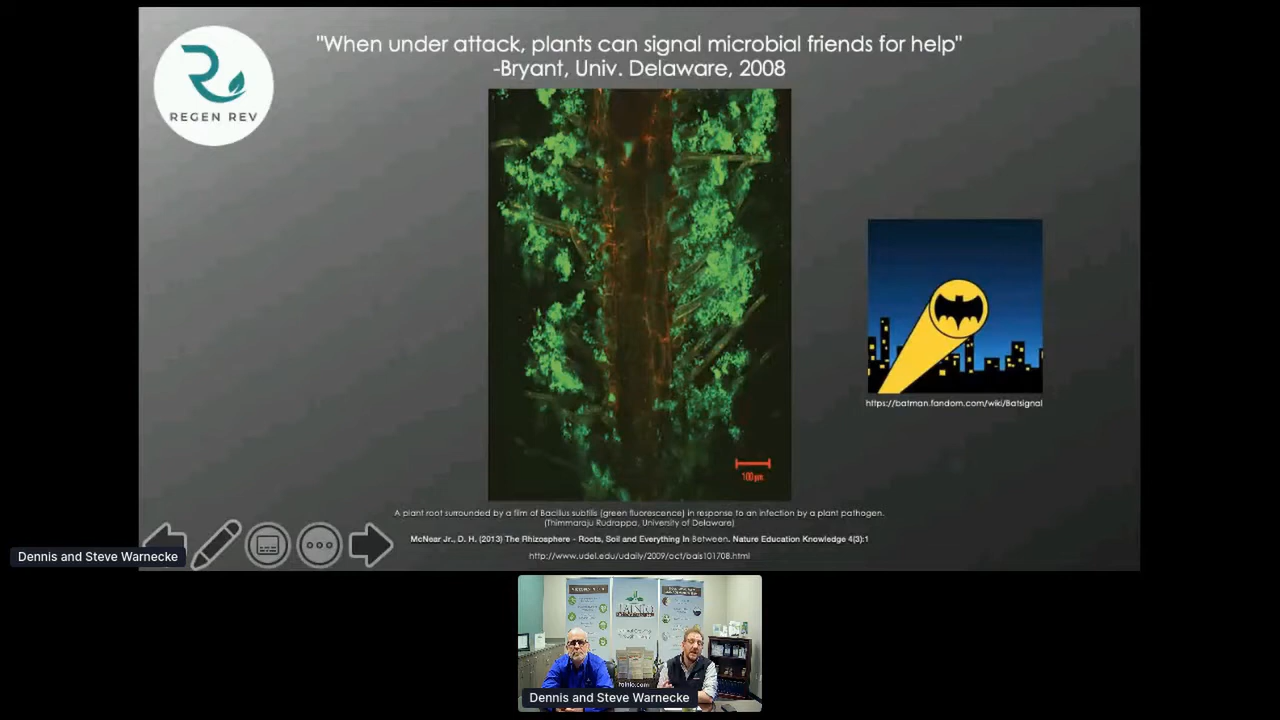 "When under attack, plants can signal microbial friends for help"
-Bryant, Univ. Delaware, 2008
REGEN REV
100µm
https://batman.fandom.com/wiki/Batsignal
A plant root surrounded by a film of Bacillus subtilis (green fluorescence) in response to an infection by a plant pathogen.
(Thimmaraju Rudrappa, University of Delaware)
McNear Jr., D. H. (2013) The Rhizosphere - Roots, Soil and Everything In Between. Nature Education Knowledge 4(3):1
http://www.udel.edu/udaily/2009/oct/bais101708.html
Dennis and Steve Warnecke
TAINIO
tainio.com
Dennis and Steve Warnecke